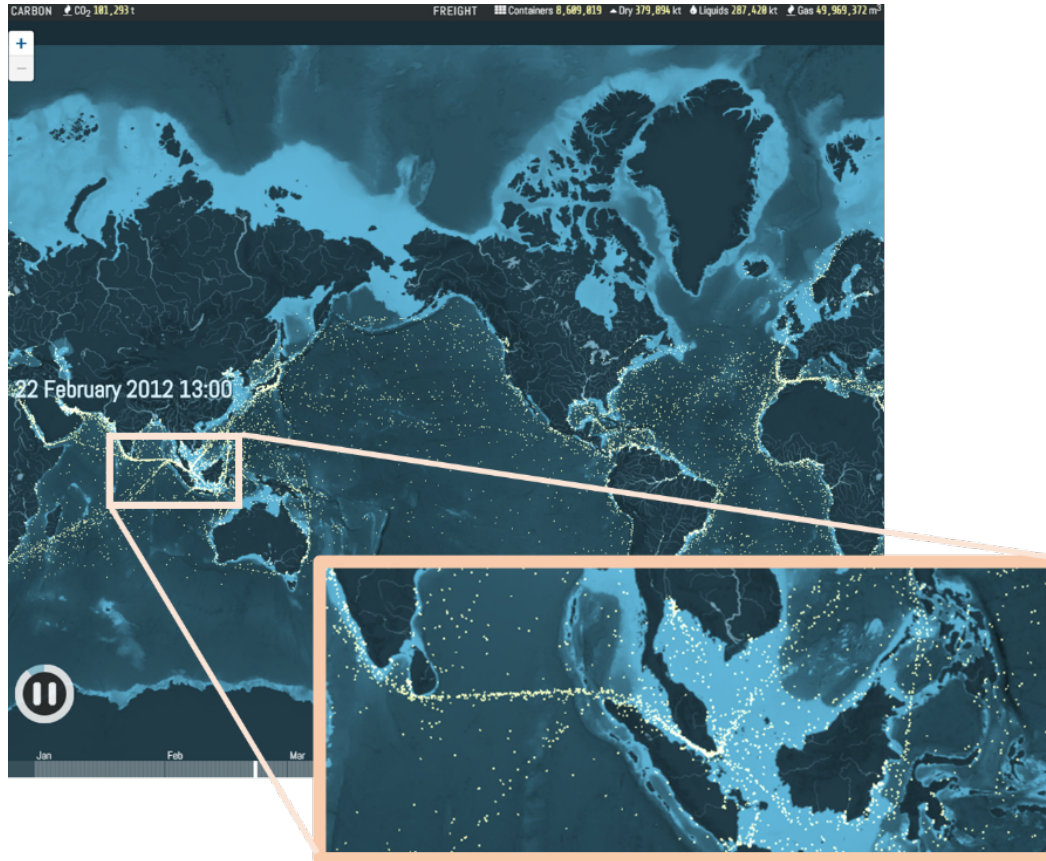 CARBON CO2 101,293 t FREIGHT Containers 8,609,019 Dry 379,894 kt Liquids 287,420 kt Gas 49,969,372 m³
+
−
22 February 2012 13:00
Jan Feb Mar